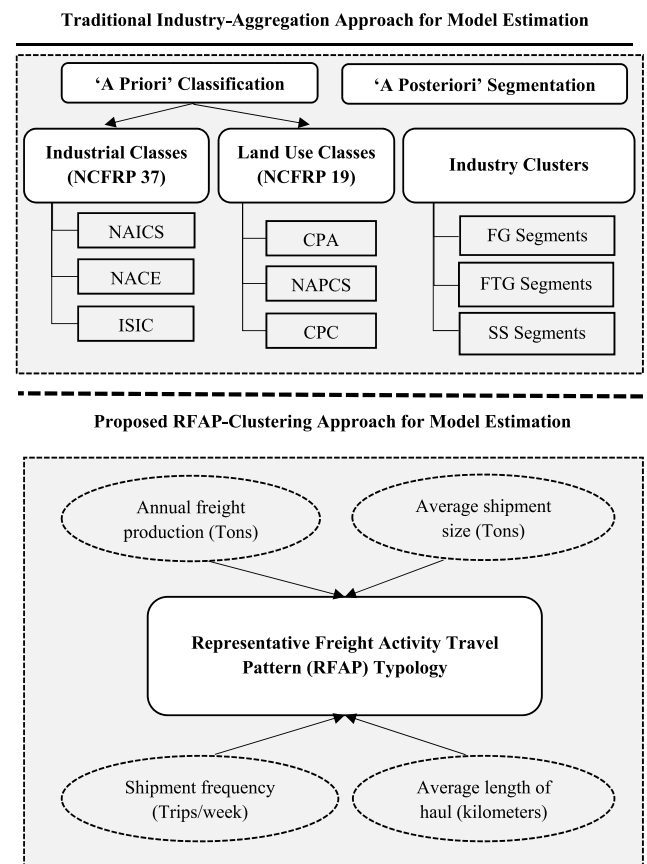 Traditional Industry-Aggregation Approach for Model Estimation
‘A Priori’ Classification
‘A Posteriori’ Segmentation
Industrial Classes
(NCFRP 37)
Land Use Classes
(NCFRP 19)
Industry Clusters
NAICS
NACE
ISIC
CPA
NAPCS
CPC
FG Segments
FTG Segments
SS Segments
Proposed RFAP-Clustering Approach for Model Estimation
Annual freight
production (Tons)
Average shipment
size (Tons)
Representative Freight Activity Travel
Pattern (RFAP) Typology
Shipment frequency
(Trips/week)
Average length of
haul (kilometers)